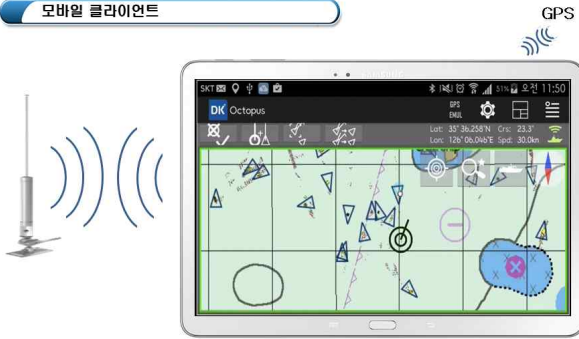 모바일 클라이언트
GPS
SKT 51% 오전 11:50
DK Octopus
GPS
EMUL
Lat: 35° 36.258'N Crs: 23.3°
Lon: 126° 06.046'E Spd: 30.0kn